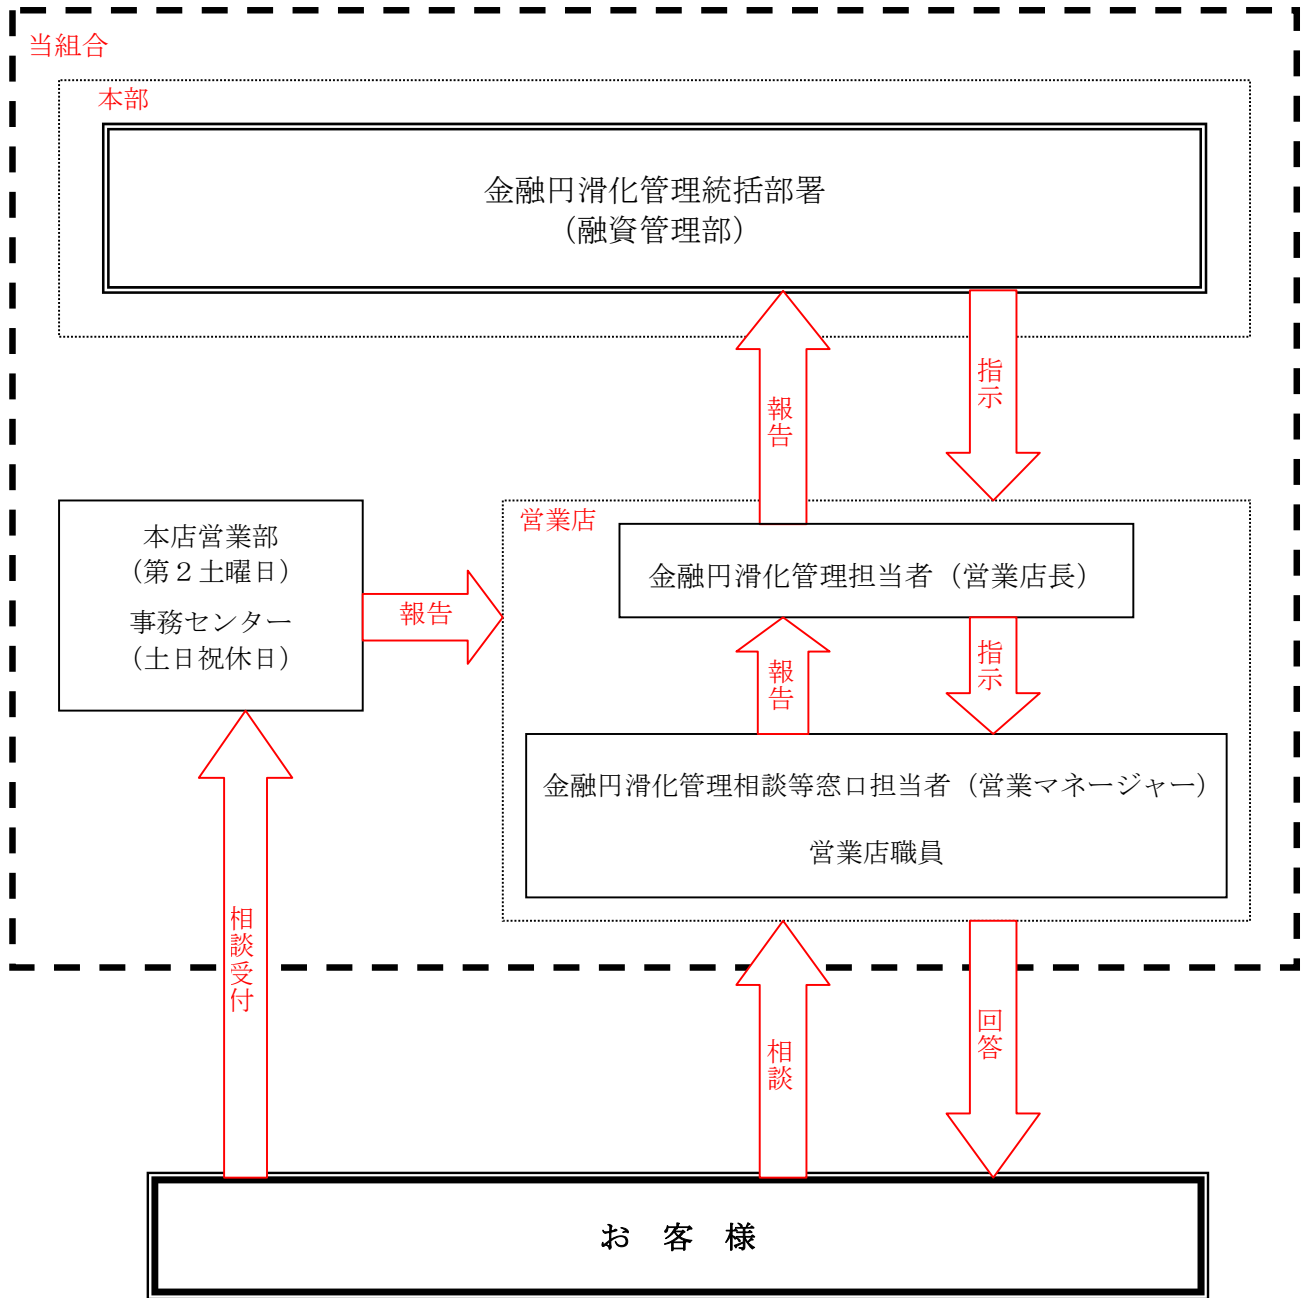 当組合
本部
金融円滑化管理統括部署
（融資管理部）
報告
指示
本店営業部
（第２土曜日）
事務センター
（土日祝休日）
報告
営業店
金融円滑化管理担当者（営業店長）
報告
指示
金融円滑化管理相談等窓口担当者（営業マネージャー）
営業店職員
相談受付
相談
回答
お　客　様